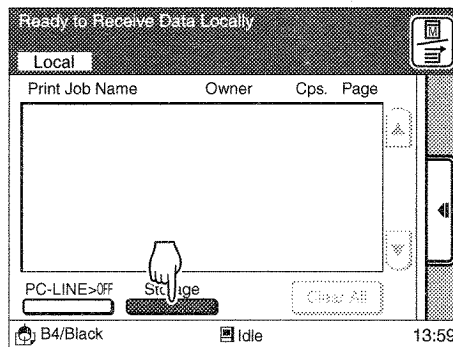 Ready to Receive Data Locally
Local
Print Job Name Owner Cps. Page
PC-LINE>OFF Storage Clear All
B4/Black Idle 13:59